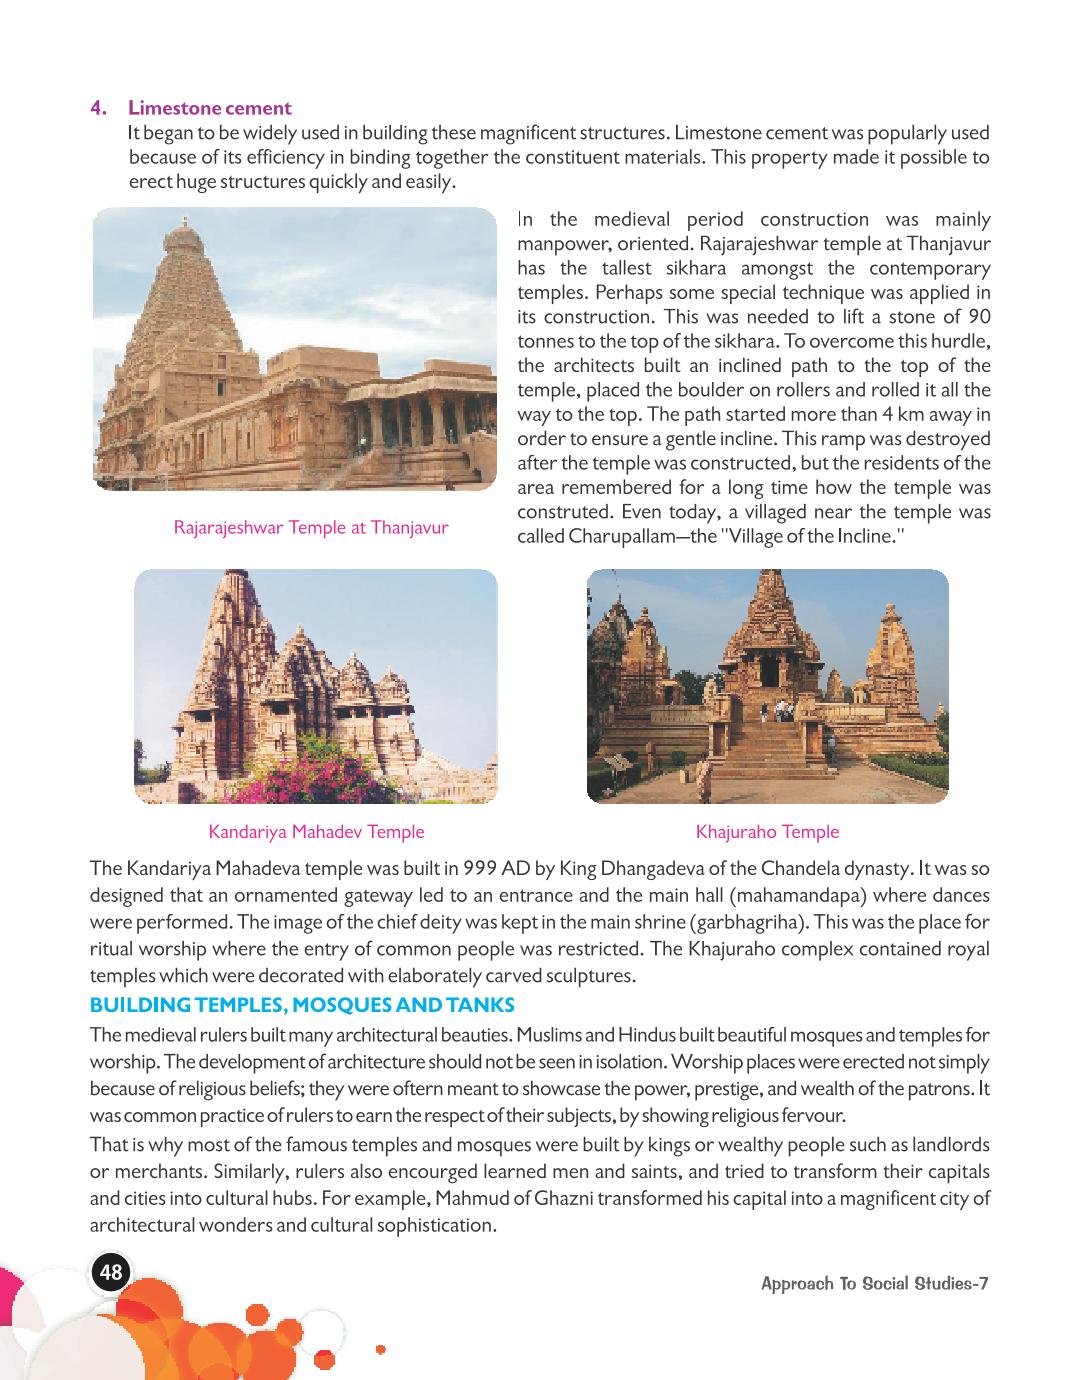 4. Limestone cement
It began to be widely used in building these magnificent structures. Limestone cement was popularly used
because of its efficiency in binding together the constituent materials. This property made it possible to
erect huge structures quickly and easily.
In the medieval period construction was mainly
manpower, oriented. Rajarajeshwar temple at Thanjavur
has the tallest sikhara amongst the contemporary
temples. Perhaps some special technique was applied in
its construction. This was needed to lift a stone of 90
tonnes to the top of the sikhara. To overcome this hurdle,
the architects built an inclined path to the top of the
temple, placed the boulder on rollers and rolled it all the
way to the top. The path started more than 4 km away in
order to ensure a gentle incline. This ramp was destroyed
after the temple was constructed, but the residents of the
area remembered for a long time how the temple was
construted. Even today, a villaged near the temple was
called Charupallam—the "Village of the Incline."
Rajarajeshwar Temple at Thanjavur
Kandariya Mahadev Temple
Khajuraho Temple
The Kandariya Mahadeva temple was built in 999 AD by King Dhangadeva of the Chandela dynasty. It was so
designed that an ornamented gateway led to an entrance and the main hall (mahamandapa) where dances
were performed. The image of the chief deity was kept in the main shrine (garbhagriha). This was the place for
ritual worship where the entry of common people was restricted. The Khajuraho complex contained royal
temples which were decorated with elaborately carved sculptures.
BUILDING TEMPLES, MOSQUES AND TANKS
The medieval rulers built many architectural beauties. Muslims and Hindus built beautiful mosques and temples for
worship. The development of architecture should not be seen in isolation. Worship places were erected not simply
because of religious beliefs; they were oftern meant to showcase the power, prestige, and wealth of the patrons. It
was common practice of rulers to earn the respect of their subjects, by showing religious fervour.
That is why most of the famous temples and mosques were built by kings or wealthy people such as landlords
or merchants. Similarly, rulers also encourged learned men and saints, and tried to transform their capitals
and cities into cultural hubs. For example, Mahmud of Ghazni transformed his capital into a magnificent city of
architectural wonders and cultural sophistication.
48
Approach To Social Studies-7